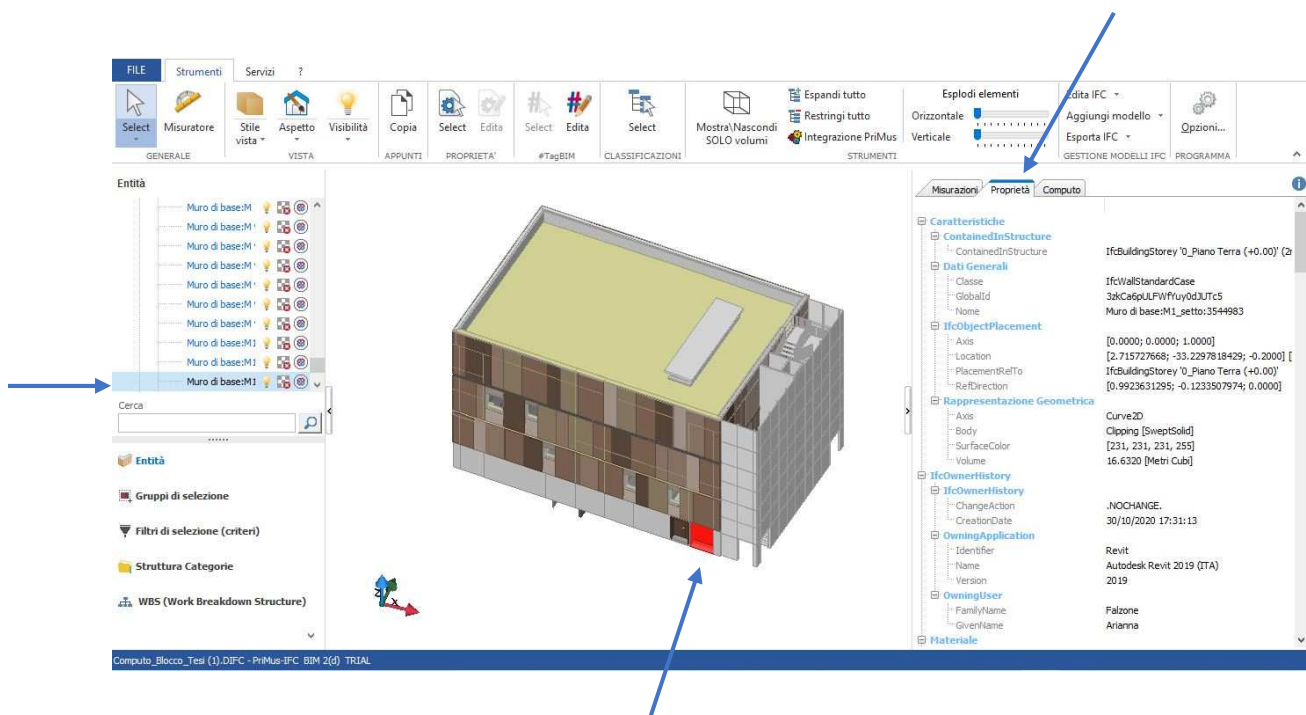 FILE Strumenti Servizi ?
Select Misuratore Stile vista Aspetto Visibilità Copia Select Edita Select Edita Select Mostra\Nascondi SOLO volumi
Espandi tutto
Restringi tutto
Integrazione PriMus
Esplodi elementi
Orizzontale
Verticale
Edita IFC
Aggiungi modello
Esporta IFC
Opzioni...
GENERALE VISTA APPUNTI PROPRIETA' #TagBIM CLASSIFICAZIONI STRUMENTI GESTIONE MODELLI IFC PROGRAMMA
Entità
Muro di base:M
Muro di base:M
Muro di base:M
Muro di base:M
Muro di base:M
Muro di base:M
Muro di base:M
Muro di base:M1
Muro di base:M1
Muro di base:M1
Cerca
Entità
Gruppi di selezione
Filtri di selezione (criteri)
Struttura Categorie
WBS (Work Breakdown Structure)
Z X
Misurazioni Proprietà Computo
Caratteristiche
ContainedInStructure
ContainedInStructure IfcBuildingStorey '0_Piano Terra (+0.00)' (2r
Dati Generali
Classe IfcWallStandardCase
GlobalId
Nome Muro di base:M1_setto:3544983
IfcObjectPlacement
Axis [0.0000; 0.0000; 1.0000]
Location [2.715727668; -33.2297818429; -0.2000] [
PlacementRelTo IfcBuildingStorey '0_Piano Terra (+0.00)'
RefDirection [0.9923631295; -0.1233507974; 0.0000]
Rappresentazione Geometrica
Axis Curve2D
Body Clipping [SweptSolid]
SurfaceColor [231, 231, 231, 255]
Volume 16.6320 [Metri Cubi]
IfcOwnerHistory
IfcOwnerHistory
ChangeAction .NOCHANGE.
CreationDate 30/10/2020 17:31:13
OwningApplication
Identifier Revit
Name Autodesk Revit 2019 (ITA)
Version 2019
OwningUser
FamilyName Falzone
GivenName Arianna
Materiale
Computo_Blocco_Tesi (1).DIFC - PriMus-IFC BIM 2(d) TRIAL